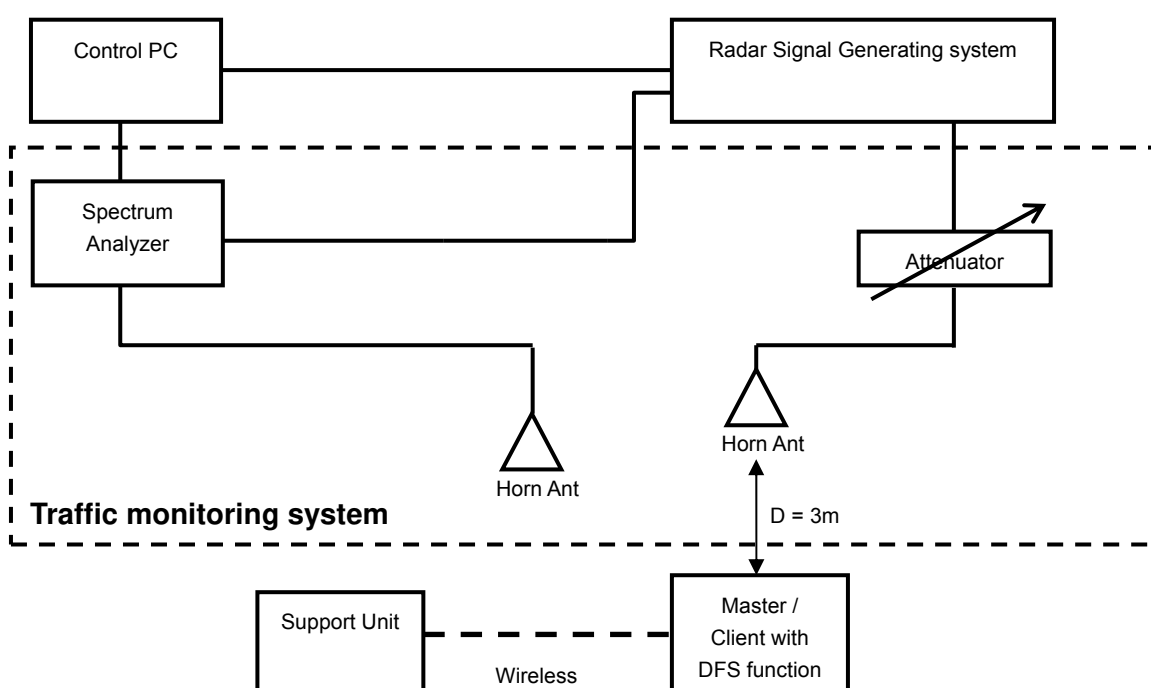 Control PC
Radar Signal Generating system
Spectrum
Analyzer
Attenuator
Horn Ant
Horn Ant
Traffic monitoring system
D = 3m
Support Unit
Wireless
Master /
Client with
DFS function